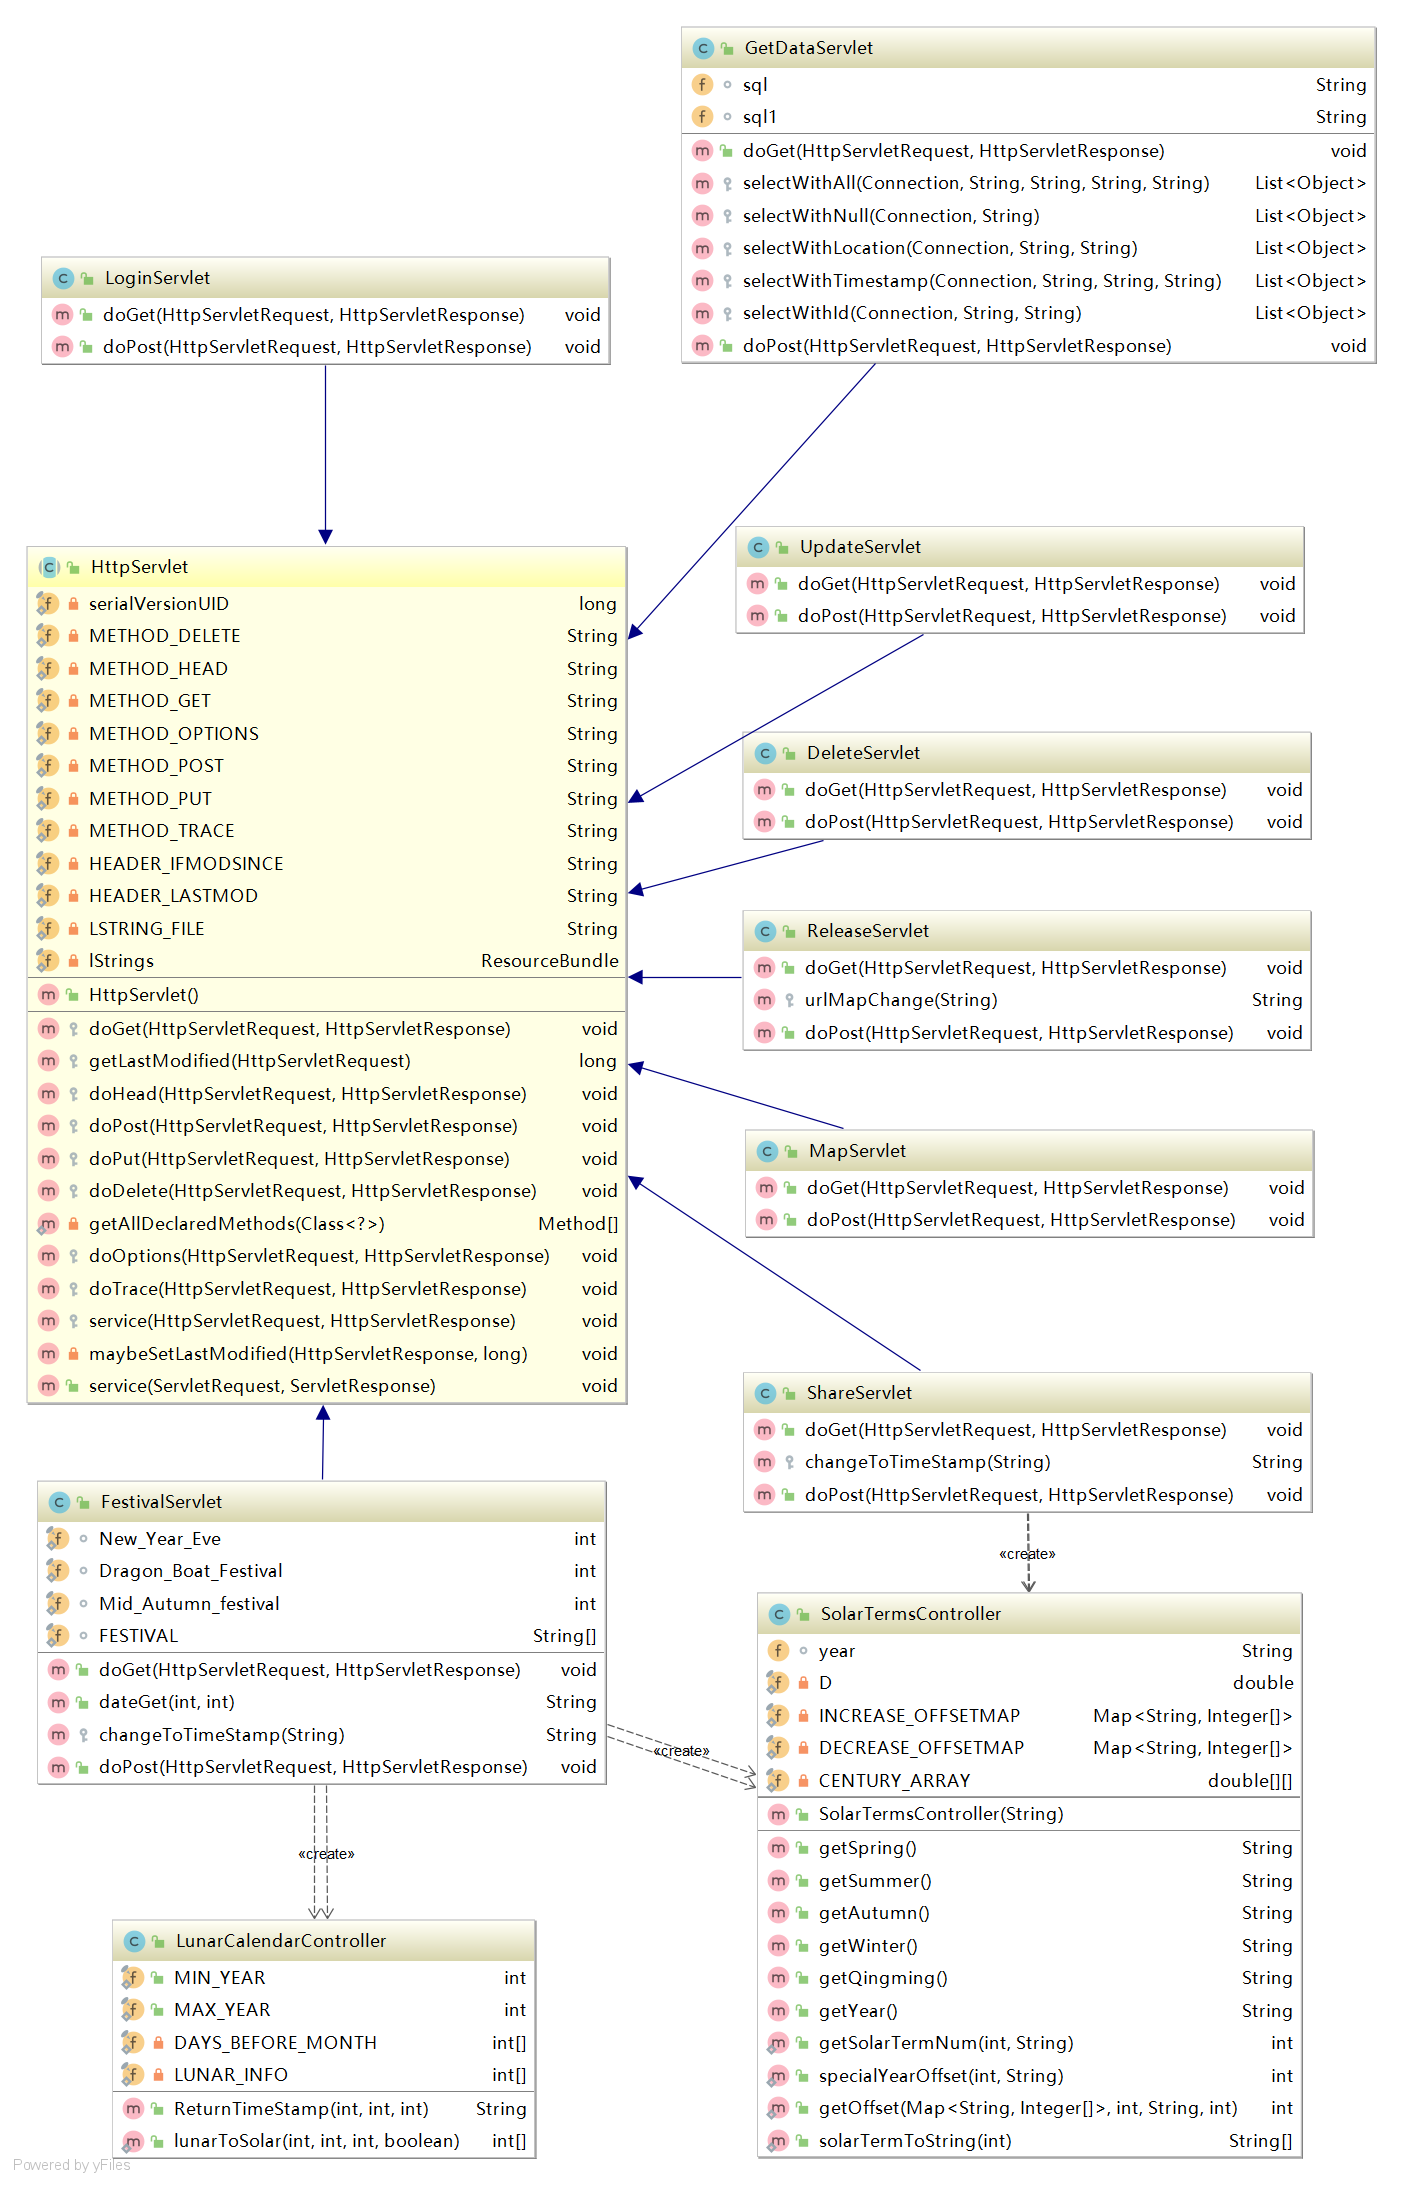 GetDataServlet
sql String
sql1 String
doGet(HttpServletRequest, HttpServletResponse) void
selectWithAll(Connection, String, String, String, String) List<Object>
selectWithNull(Connection, String) List<Object>
selectWithLocation(Connection, String, String) List<Object>
selectWithTimestamp(Connection, String, String, String) List<Object>
selectWithId(Connection, String, String) List<Object>
doPost(HttpServletRequest, HttpServletResponse) void
LoginServlet
doGet(HttpServletRequest, HttpServletResponse) void
doPost(HttpServletRequest, HttpServletResponse) void
HttpServlet
serialVersionUID long
METHOD_DELETE String
METHOD_HEAD String
METHOD_GET String
METHOD_OPTIONS String
METHOD_POST String
METHOD_PUT String
METHOD_TRACE String
HEADER_IFMODSINCE String
HEADER_LASTMOD String
LSTRING_FILE String
lStrings ResourceBundle
HttpServlet()
doGet(HttpServletRequest, HttpServletResponse) void
getLastModified(HttpServletRequest) long
doHead(HttpServletRequest, HttpServletResponse) void
doPost(HttpServletRequest, HttpServletResponse) void
doPut(HttpServletRequest, HttpServletResponse) void
doDelete(HttpServletRequest, HttpServletResponse) void
getAllDeclaredMethods(Class<?>) Method[]
doOptions(HttpServletRequest, HttpServletResponse) void
doTrace(HttpServletRequest, HttpServletResponse) void
service(HttpServletRequest, HttpServletResponse) void
maybeSetLastModified(HttpServletResponse, long) void
service(ServletRequest, ServletResponse) void
UpdateServlet
doGet(HttpServletRequest, HttpServletResponse) void
doPost(HttpServletRequest, HttpServletResponse) void
DeleteServlet
doGet(HttpServletRequest, HttpServletResponse) void
doPost(HttpServletRequest, HttpServletResponse) void
ReleaseServlet
doGet(HttpServletRequest, HttpServletResponse) void
urlMapChange(String) String
doPost(HttpServletRequest, HttpServletResponse) void
MapServlet
doGet(HttpServletRequest, HttpServletResponse) void
doPost(HttpServletRequest, HttpServletResponse) void
ShareServlet
doGet(HttpServletRequest, HttpServletResponse) void
changeToTimeStamp(String) String
doPost(HttpServletRequest, HttpServletResponse) void
«create»
FestivalServlet
New_Year_Eve int
Dragon_Boat_Festival int
Mid_Autumn_festival int
FESTIVAL String[]
doGet(HttpServletRequest, HttpServletResponse) void
dateGet(int, int) String
changeToTimeStamp(String) String
doPost(HttpServletRequest, HttpServletResponse) void
«create»
«create»
SolarTermsController
year String
D double
INCREASE_OFFSETMAP Map<String, Integer[]>
DECREASE_OFFSETMAP Map<String, Integer[]>
CENTURY_ARRAY double[][]
SolarTermsController(String)
getSpring() String
getSummer() String
getAutumn() String
getWinter() String
getQingming() String
getYear() String
getSolarTermNum(int, String) int
specialYearOffset(int, String) int
getOffset(Map<String, Integer[]>, int, String, int) int
solarTermToString(int) String[]
LunarCalendarController
MIN_YEAR int
MAX_YEAR int
DAYS_BEFORE_MONTH int[]
LUNAR_INFO int[]
ReturnTimeStamp(int, int, int) String
lunarToSolar(int, int, int, boolean) int[]
Powered by yFiles